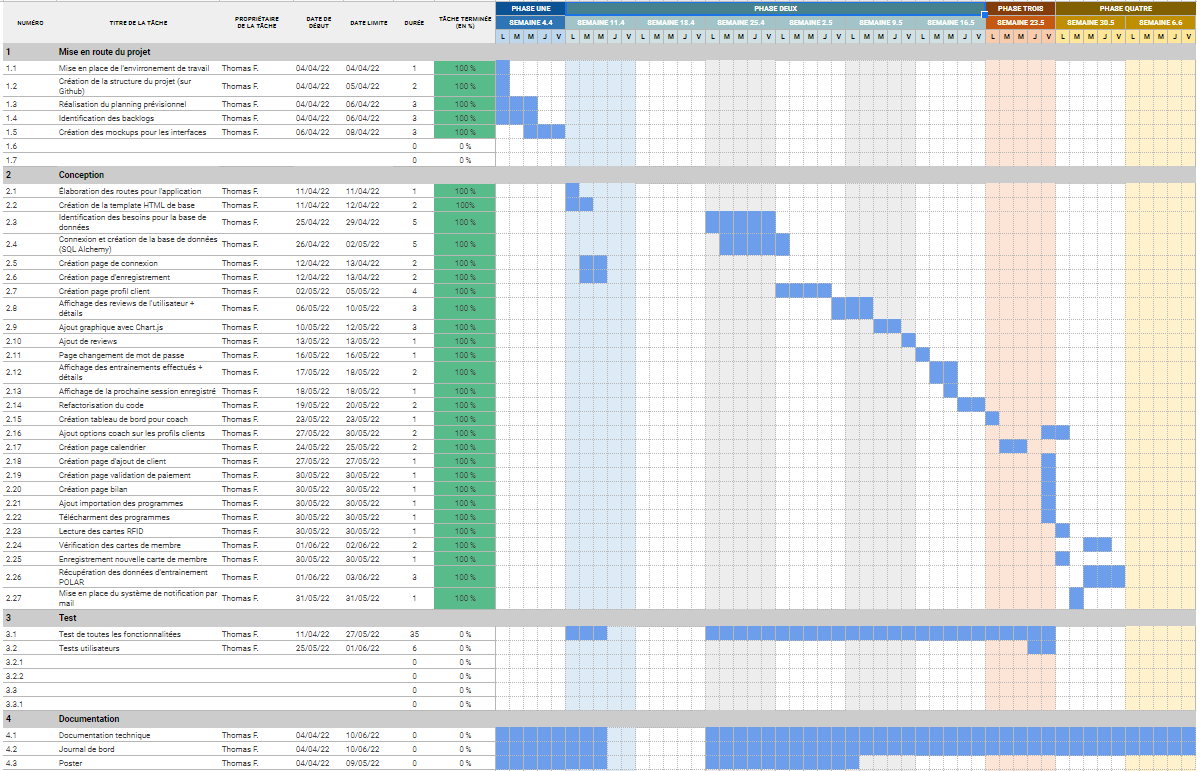 PHASE UNE PHASE DEUX PHASE TROIS PHASE QUATRE
NUMÉRO TITRE DE LA TÂCHE PROPRIÉTAIRE DE LA TÂCHE DATE DE DÉBUT DATE LIMITE DURÉE TÂCHE TERMINÉE (EN %) SEMAINE 4.4 SEMAINE 11.4 SEMAINE 18.4 SEMAINE 25.4 SEMAINE 2.5 SEMAINE 9.5 SEMAINE 16.5 SEMAINE 23.5 SEMAINE 30.5 SEMAINE 6.6
L M M J V L M M J V L M M J V L M M J V L M M J V L M M J V L M M J V L M M J V L M M J V L M M J V
1 Mise en route du projet
1.1 Mise en place de l'envirronement de travail Thomas F. 04/04/22 04/04/22 1 100 %
1.2 Création de la structure du projet (sur Github) Thomas F. 04/04/22 05/04/22 2 100 %
1.3 Réalisation du planning prévisionnel Thomas F. 04/04/22 06/04/22 3 100 %
1.4 Identification des backlogs Thomas F. 04/04/22 06/04/22 3 100 %
1.5 Création des mockups pour les interfaces Thomas F. 06/04/22 08/04/22 3 100 %
1.6 0 0 %
1.7 0 0 %
2 Conception
2.1 Élaboration des routes pour l'application Thomas F. 11/04/22 11/04/22 1 100 %
2.2 Création de la template HTML de base Thomas F. 11/04/22 12/04/22 2 100%
2.3 Identification des besoins pour la base de données Thomas F. 25/04/22 29/04/22 5 100 %
2.4 Connexion et création de la base de données (SQL Alchemy) Thomas F. 26/04/22 02/05/22 5 100 %
2.5 Création page de connexion Thomas F. 12/04/22 13/04/22 2 100 %
2.6 Création page d'enregistrement Thomas F. 12/04/22 13/04/22 2 100 %
2.7 Création page profil client Thomas F. 02/05/22 05/05/22 4 100 %
2.8 Affichage des reviews de l'utilisateur + détails Thomas F. 06/05/22 10/05/22 3 100 %
2.9 Ajout graphique avec Chart.js Thomas F. 10/05/22 12/05/22 3 100 %
2.10 Ajout de reviews Thomas F. 13/05/22 13/05/22 1 100 %
2.11 Page changement de mot de passe Thomas F. 16/05/22 16/05/22 1 100 %
2.12 Affichage des entrainements effectués + détails Thomas F. 17/05/22 18/05/22 2 100 %
2.13 Affichage de la prochaine session enregistré Thomas F. 18/05/22 18/05/22 1 100 %
2.14 Refactorisation du code Thomas F. 19/05/22 20/05/22 2 100 %
2.15 Création tableau de bord pour coach Thomas F. 23/05/22 23/05/22 1 100 %
2.16 Ajout options coach sur les profils clients Thomas F. 27/05/22 30/05/22 2 100 %
2.17 Création page calendrier Thomas F. 24/05/22 25/05/22 2 100 %
2.18 Création page d'ajout de client Thomas F. 27/05/22 27/05/22 1 100 %
2.19 Création page validation de paiement Thomas F. 30/05/22 30/05/22 1 100 %
2.20 Création page bilan Thomas F. 30/05/22 30/05/22 1 100 %
2.21 Ajout importation des programmes Thomas F. 30/05/22 30/05/22 1 100 %
2.22 Télécharment des programmes Thomas F. 30/05/22 30/05/22 1 100 %
2.23 Lecture des cartes RFID Thomas F. 30/05/22 30/05/22 1 100 %
2.24 Vérification des cartes de membre Thomas F. 01/06/22 02/06/22 2 100 %
2.25 Enregistrement nouvelle carte de membre Thomas F. 30/05/22 30/05/22 1 100 %
2.26 Récupération des données d'entrainement POLAR Thomas F. 01/06/22 03/06/22 3 100 %
2.27 Mise en place du système de notification par mail Thomas F. 31/05/22 31/05/22 1 100 %
3 Test
3.1 Test de toutes les fonctionnalitées Thomas F. 11/04/22 27/05/22 35 0 %
3.2 Tests utilisateurs Thomas F. 25/05/22 01/06/22 6 0 %
3.2.1 0 0 %
3.2.2 0 0 %
3.3 0 0 %
3.3.1 0 0 %
4 Documentation
4.1 Documentation technique Thomas F. 04/04/22 10/06/22 0 0 %
4.2 Journal de bord Thomas F. 04/04/22 10/06/22 0 0 %
4.3 Poster Thomas F. 04/04/22 09/05/22 0 0 %